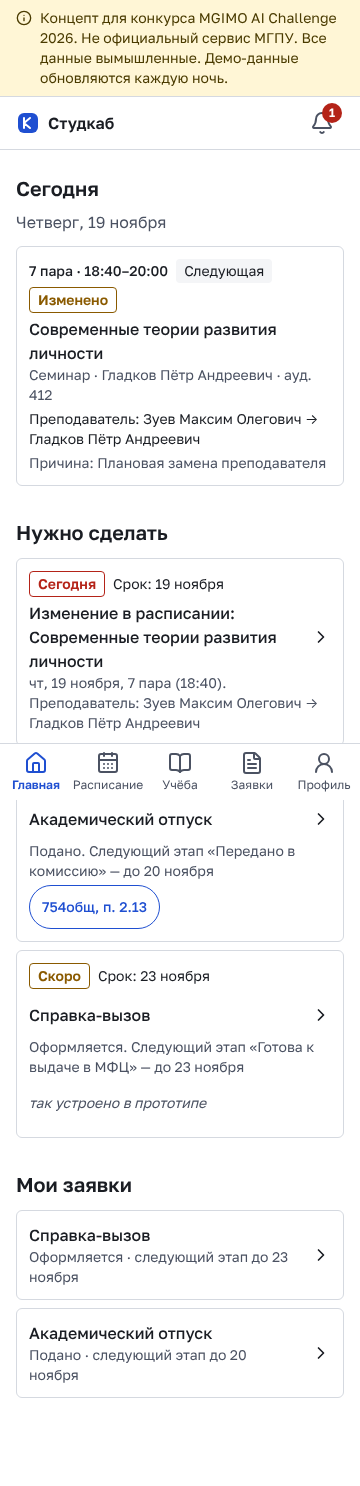 Концепт для конкурса MGIMO AI Challenge
2026. Не официальный сервис МГПУ. Все
данные вымышленные. Демо-данные
обновляются каждую ночь.
Студкаб
1
Сегодня
Четверг, 19 ноября
7 пара · 18:40–20:00 Следующая
Изменено
Современные теории развития
личности
Семинар · Гладков Пётр Андреевич · ауд.
412
Преподаватель: Зуев Максим Олегович →
Гладков Пётр Андреевич
Причина: Плановая замена преподавателя
Нужно сделать
Сегодня Срок: 19 ноября
Изменение в расписании:
Современные теории развития
личности
чт, 19 ноября, 7 пара (18:40).
Преподаватель: Зуев Максим Олегович →
Гладков Пётр Андреевич
Главная Расписание Учёба Заявки Профиль
Академический отпуск
Подано. Следующий этап «Передано в
комиссию» — до 20 ноября
754общ, п. 2.13
Скоро Срок: 23 ноября
Справка-вызов
Оформляется. Следующий этап «Готова к
выдаче в МФЦ» — до 23 ноября
так устроено в прототипе
Мои заявки
Справка-вызов
Оформляется · следующий этап до 23
ноября
Академический отпуск
Подано · следующий этап до 20
ноября